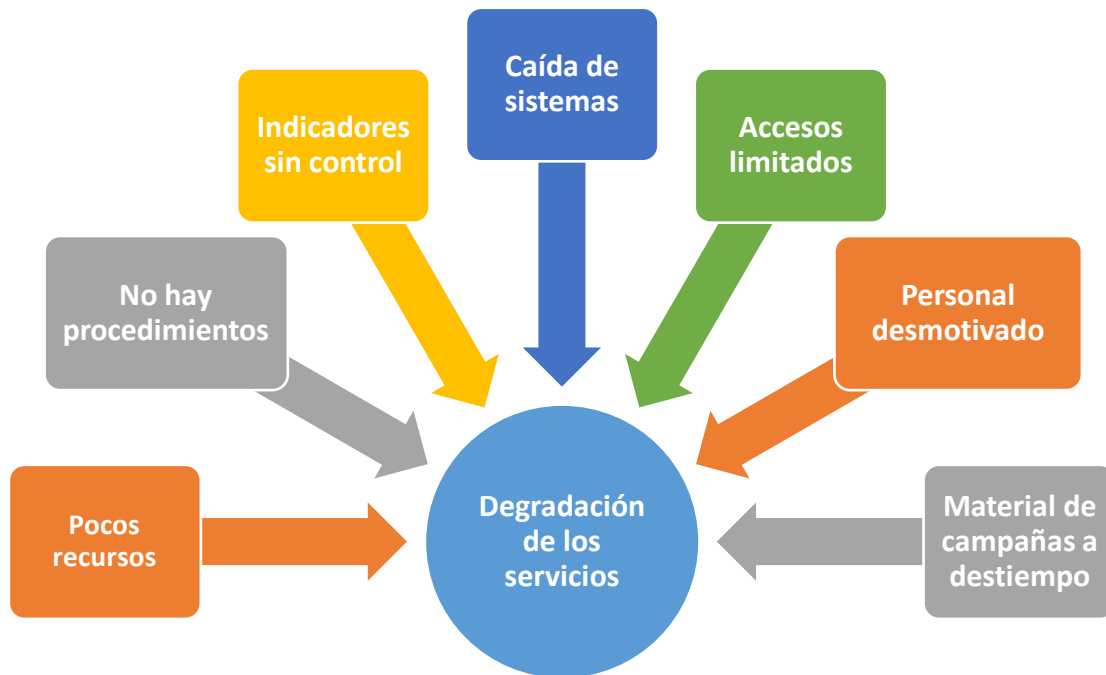 Caída de
sistemas
Indicadores
sin control
Accesos
limitados
No hay
procedimientos
Personal
desmotivado
Pocos
recursos
Degradación
de los
servicios
Material de
campañas a
destiempo